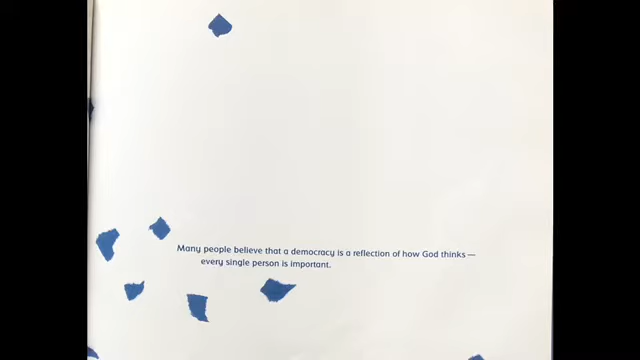 Many people believe that a democracy is a reflection of how God thinks —
every single person is important.